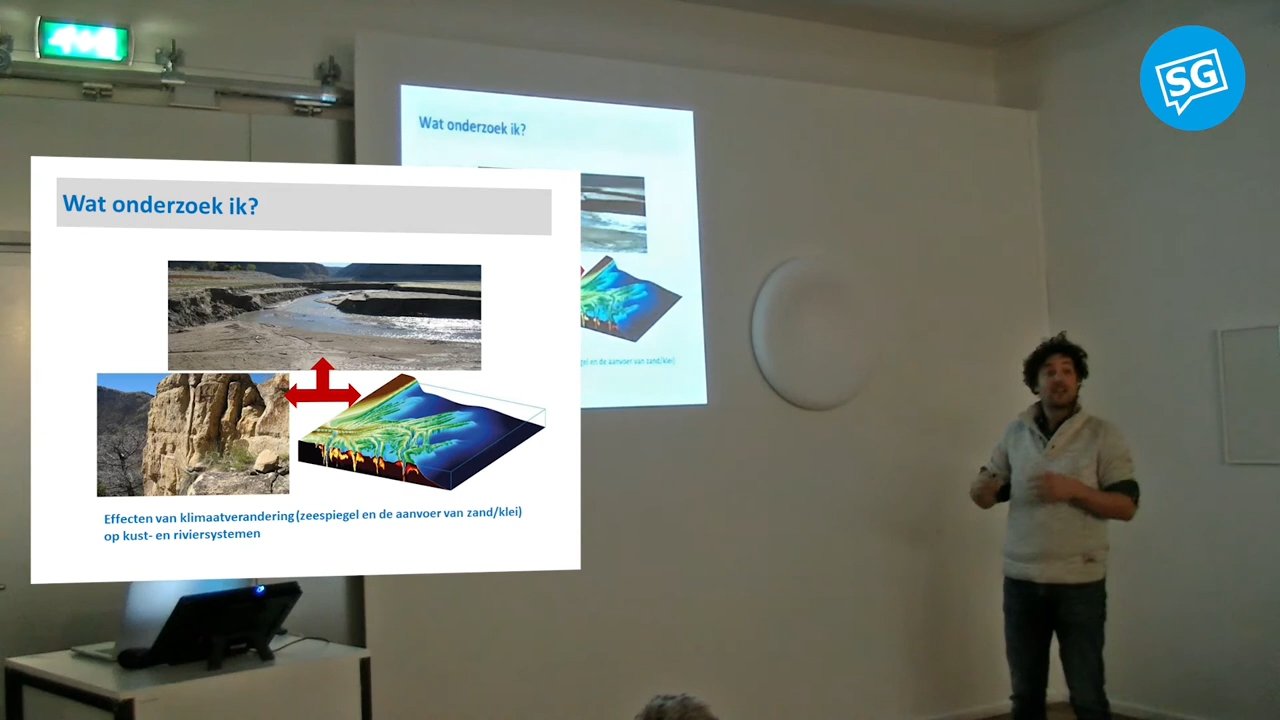 SG
Wat onderzoek ik?
Wat onderzoek ik?
gel en de aanvoer van zand/klei)
Effecten van klimaatverandering (zeespiegel en de aanvoer van zand/klei)
op kust- en riviersystemen